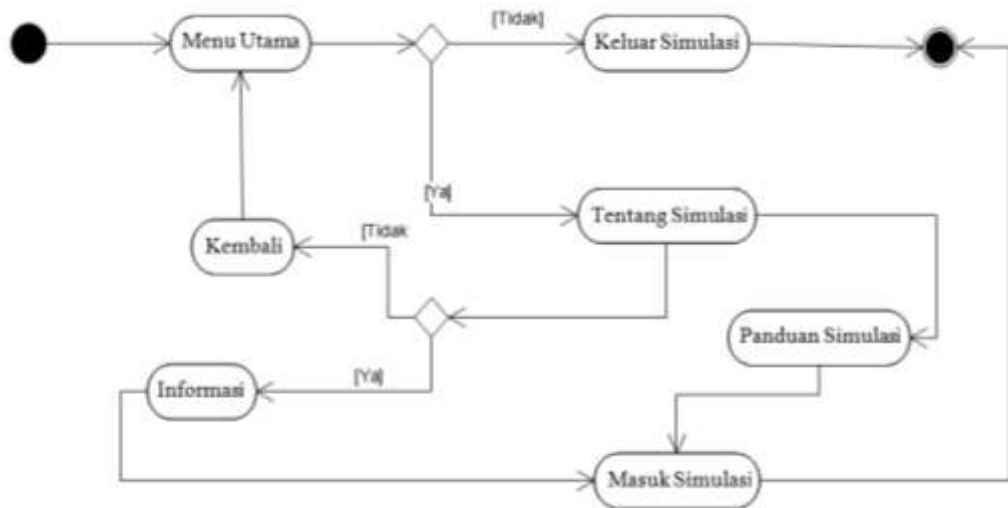 [Tidak]
Menu Utama
Keluar Simulasi
[Ya]
Tentang Simulasi
[Tidak
Kembali
Panduan Simulasi
[Ya]
Informasi
Masuk Simulasi